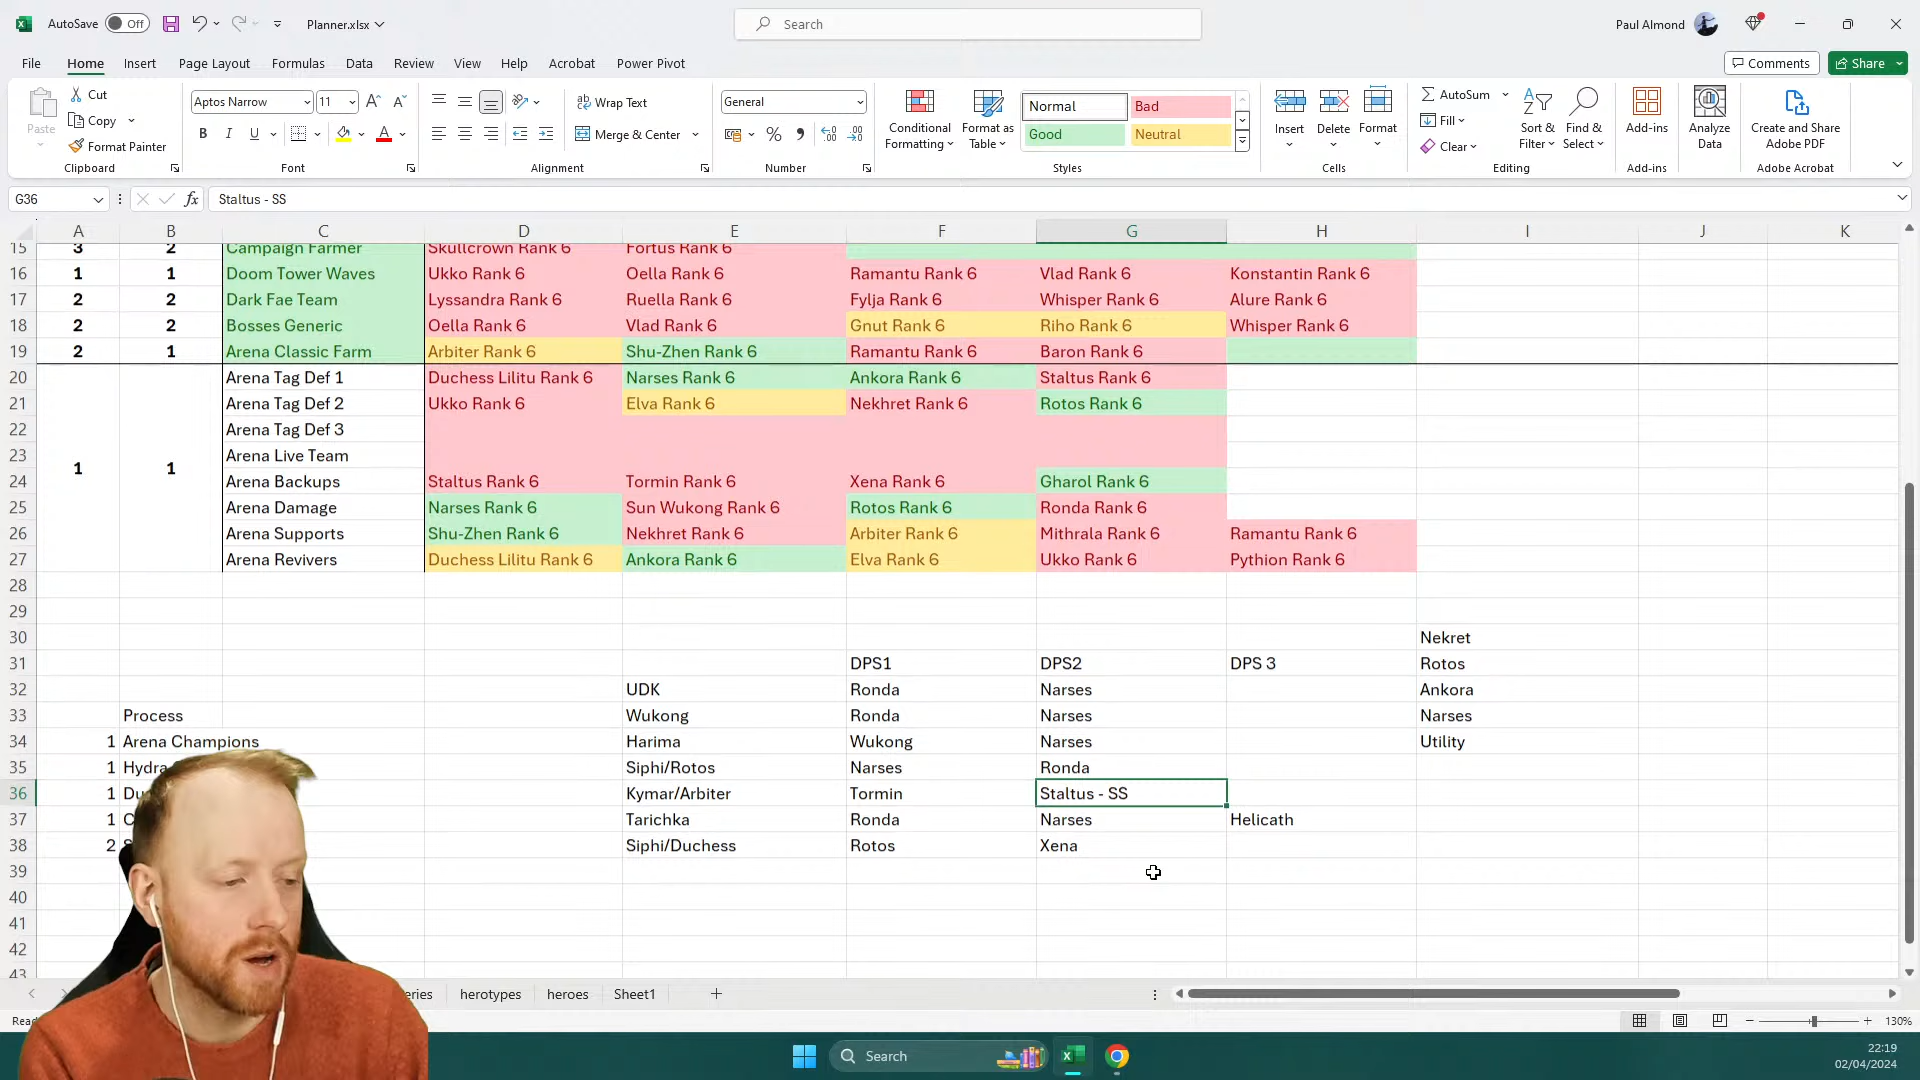 AutoSave Off Planner.xlsx Search Paul Almond
File Home Insert Page Layout Formulas Data Review View Help Acrobat Power Pivot Comments Share
Paste Cut Copy Format Painter Clipboard
Aptos Narrow 11 B I U Font
Wrap Text Merge & Center Alignment
General % Number
Conditional Formatting Format as Table Normal Bad Good Neutral Styles
Insert Delete Format Cells
AutoSum Fill Clear Sort & Filter Find & Select Editing
Add-ins Add-ins
Analyze Data
Create and Share Adobe PDF Adobe Acrobat
G36 fx Staltus - SS
A B C D E F G H I J K
15 3 2 Campaign Farmer Skullcrown Rank 6 Fortus Rank 6
16 1 1 Doom Tower Waves Ukko Rank 6 Oella Rank 6 Ramantu Rank 6 Vlad Rank 6 Konstantin Rank 6
17 2 2 Dark Fae Team Lyssandra Rank 6 Ruella Rank 6 Fylja Rank 6 Whisper Rank 6 Alure Rank 6
18 2 2 Bosses Generic Oella Rank 6 Vlad Rank 6 Gnut Rank 6 Riho Rank 6 Whisper Rank 6
19 2 1 Arena Classic Farm Arbiter Rank 6 Shu-Zhen Rank 6 Ramantu Rank 6 Baron Rank 6
20 Arena Tag Def 1 Duchess Lilitu Rank 6 Narses Rank 6 Ankora Rank 6 Staltus Rank 6
21 Arena Tag Def 2 Ukko Rank 6 Elva Rank 6 Nekhret Rank 6 Rotos Rank 6
22 Arena Tag Def 3
23 1 1 Arena Live Team
24 Arena Backups Staltus Rank 6 Tormin Rank 6 Xena Rank 6 Gharol Rank 6
25 Arena Damage Narses Rank 6 Sun Wukong Rank 6 Rotos Rank 6 Ronda Rank 6
26 Arena Supports Shu-Zhen Rank 6 Nekhret Rank 6 Arbiter Rank 6 Mithrala Rank 6 Ramantu Rank 6
27 Arena Revivers Duchess Lilitu Rank 6 Ankora Rank 6 Elva Rank 6 Ukko Rank 6 Pythion Rank 6
28
29
30 Nekret
31 DPS1 DPS2 DPS 3 Rotos
32 UDK Ronda Narses Ankora
33 Process Wukong Ronda Narses Narses
34 1 Arena Champions Harima Wukong Narses Utility
35 1 Hydra Siphi/Rotos Narses Ronda
36 1 Kymar/Arbiter Tormin Staltus - SS
37 1 Tarichka Ronda Narses Helicath
38 2 Siphi/Duchess Rotos Xena
39
40
41
42
43
herotypes heroes Sheet1 +
130%
Search
22:19
02/04/2024